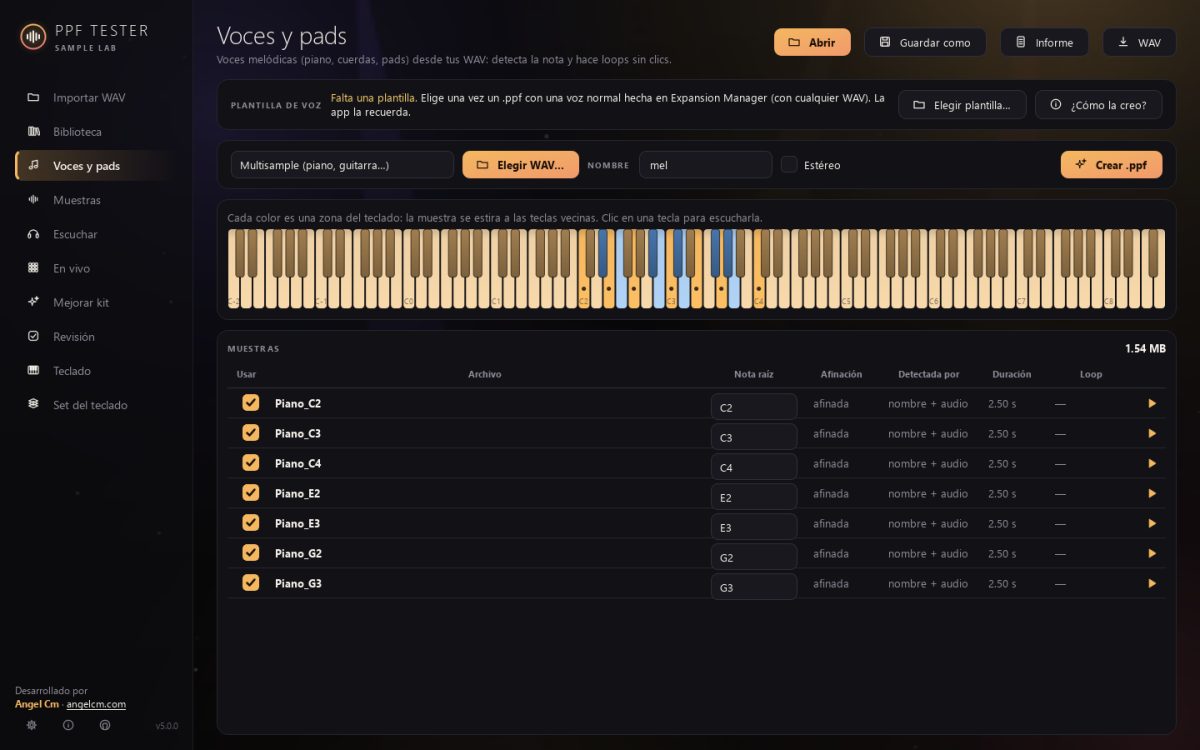 PPF TESTER
SAMPLE LAB
Importar WAV
Biblioteca
Voces y pads
Muestras
Escuchar
En vivo
Mejorar kit
Revisión
Teclado
Set del teclado
Desarrollado por
Angel Cm · angelcm.com
v5.0.0
Voces y pads
Voces melódicas (piano, cuerdas, pads) desde tus WAV: detecta la nota y hace loops sin clics.
Abrir
Guardar como
Informe
WAV
PLANTILLA DE VOZ
Falta una plantilla. Elige una vez un .ppf con una voz normal hecha en Expansion Manager (con cualquier WAV). La
app la recuerda.
Elegir plantilla...
¿Cómo la creo?
Multisample (piano, guitarra...)
Elegir WAV...
NOMBRE
mel
Estéreo
Crear .ppf
Cada color es una zona del teclado: la muestra se estira a las teclas vecinas. Clic en una tecla para escucharla.
C-2 C-1 C0 C1 C2 C3 C4 C5 C6 C7 C8
MUESTRAS
1.54 MB
Usar Archivo Nota raíz Afinación Detectada por Duración Loop
Piano_C2 C2 afinada nombre + audio 2.50 s —
Piano_C3 C3 afinada nombre + audio 2.50 s —
Piano_C4 C4 afinada nombre + audio 2.50 s —
Piano_E2 E2 afinada nombre + audio 2.50 s —
Piano_E3 E3 afinada nombre + audio 2.50 s —
Piano_G2 G2 afinada nombre + audio 2.50 s —
Piano_G3 G3 afinada nombre + audio 2.50 s —